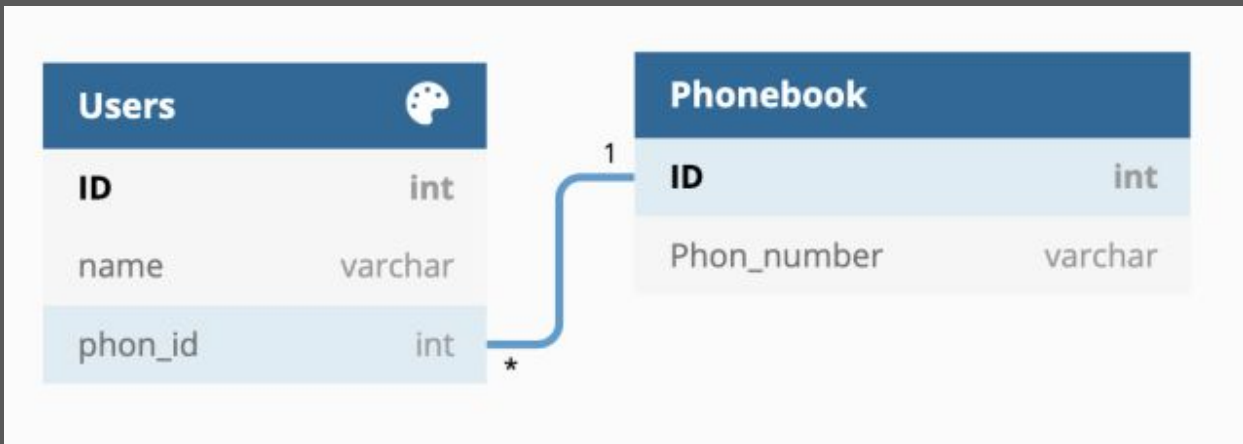 Users
ID int
name varchar
phon_id int
*
1
Phonebook
ID int
Phon_number varchar